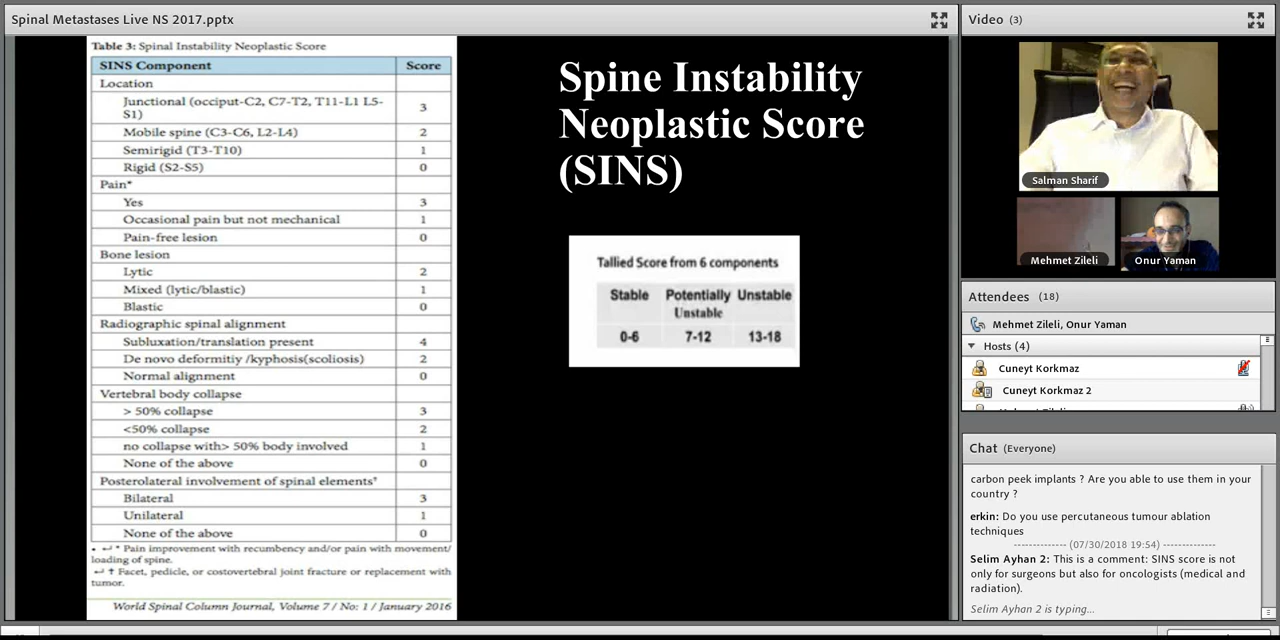 Spinal Metastases Live NS 2017.pptx
Table 3: Spinal Instability Neoplastic Score
SINS Component Score
Location
Junctional (occiput-C2, C7-T2, T11-L1 L5-
S1) 3
Mobile spine (C3-C6, L2-L4) 2
Semirigid (T3-T10) 1
Rigid (S2-S5) 0
Pain*
Yes 3
Occasional pain but not mechanical 1
Pain-free lesion 0
Bone lesion
Lytic 2
Mixed (lytic/blastic) 1
Blastic 0
Radiographic spinal alignment
Subluxation/translation present 4
De novo deformitiy /kyphosis(scoliosis) 2
Normal alignment 0
Vertebral body collapse
> 50% collapse 3
<50% collapse 2
no collapse with> 50% body involved 1
None of the above 0
Posterolateral involvement of spinal elements†
Bilateral 3
Unilateral 1
None of the above 0
• ↵ * Pain improvement with recumbency and/or pain with movement/
loading of spine.
↵ † Facet, pedicle, or costovertebral joint fracture or replacement with
tumor.
World Spinal Column Journal, Volume 7 / No: 1 / January 2016
Spine Instability
Neoplastic Score
(SINS)
Tallied Score from 6 components
Stable Potentially Unstable
Unstable
0-6 7-12 13-18
Video (3)
Salman Sharif
Mehmet Zileli
Onur Yaman
Attendees (18)
Mehmet Zileli, Onur Yaman
Hosts (4)
Cuneyt Korkmaz
Cuneyt Korkmaz 2
Chat (Everyone)
carbon peek implants ? Are you able to use them in your
country ?
erkin: Do you use percutaneous tumour ablation
techniques
-------------- (07/30/2018 19:54) --------------
Selim Ayhan 2: This is a comment: SINS score is not
only for surgeons but also for oncologists (medical and
radiation).
Selim Ayhan 2 is typing...